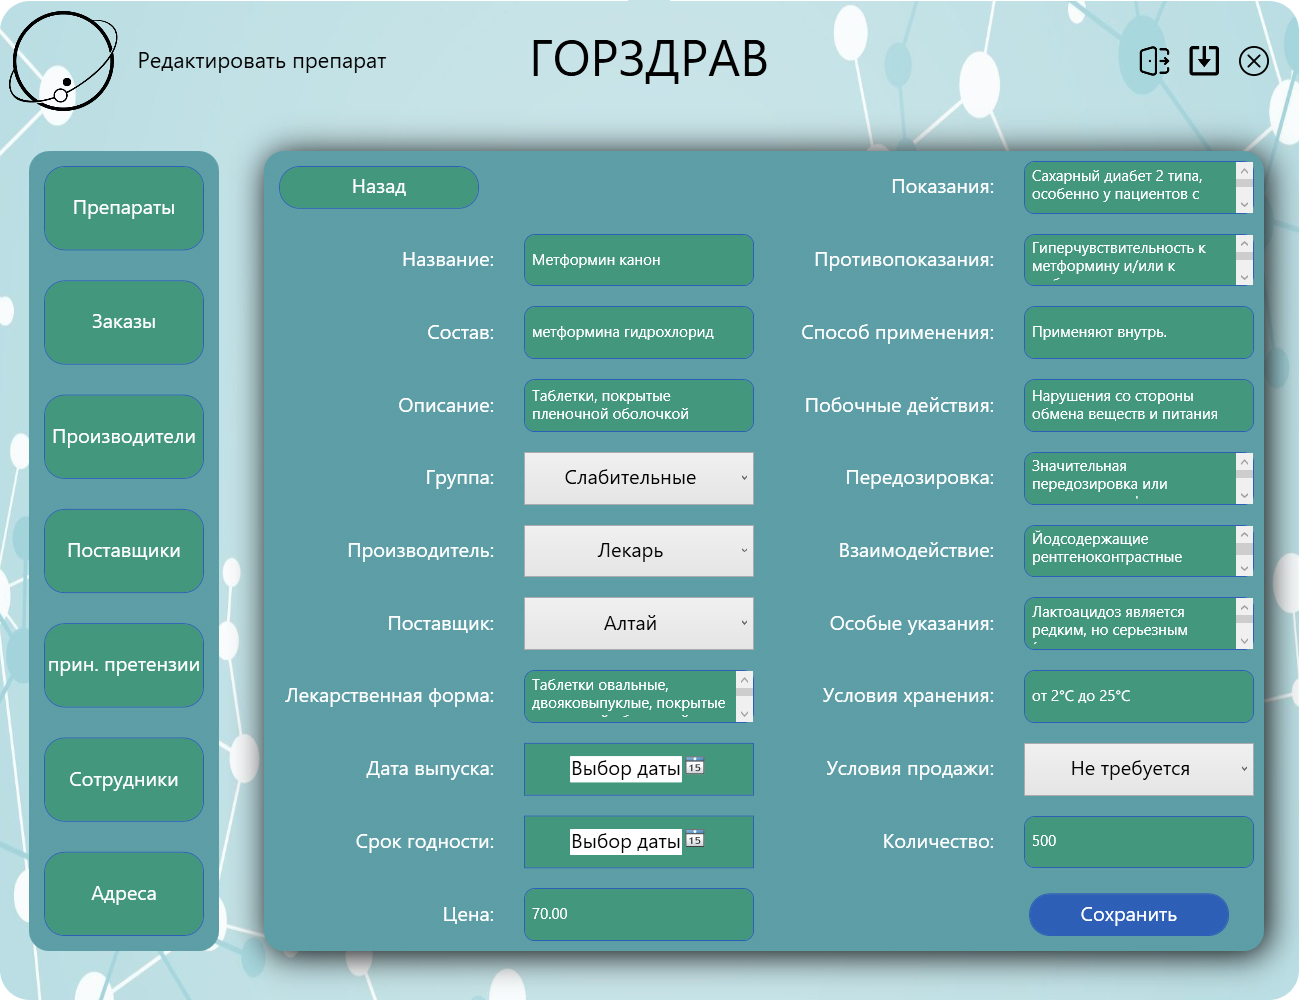 Редактировать препарат
ГОРЗДРАВ
Препараты
Заказы
Производители
Поставщики
прин. претензии
Сотрудники
Адреса
Назад
Название:
Метформин канон
Состав:
метформина гидрохлорид
Описание:
Таблетки, покрытые
пленочной оболочкой
Группа:
Слабительные
Производитель:
Лекарь
Поставщик:
Алтай
Лекарственная форма:
Таблетки овальные,
двояковыпуклые, покрытые
Дата выпуска:
Выбор даты
15
Срок годности:
Выбор даты
15
Цена:
70.00
Показания:
Сахарный диабет 2 типа,
особенно у пациентов с
Противопоказания:
Гиперчувствительность к
метформину и/или к
Способ применения:
Применяют внутрь.
Побочные действия:
Нарушения со стороны
обмена веществ и питания
Передозировка:
Значительная
передозировка или
Взаимодействие:
Йодсодержащие
рентгеноконтрастные
Особые указания:
Лактоацидоз является
редким, но серьезным
Условия хранения:
от 2°С до 25°С
Условия продажи:
Не требуется
Количество:
500
Сохранить